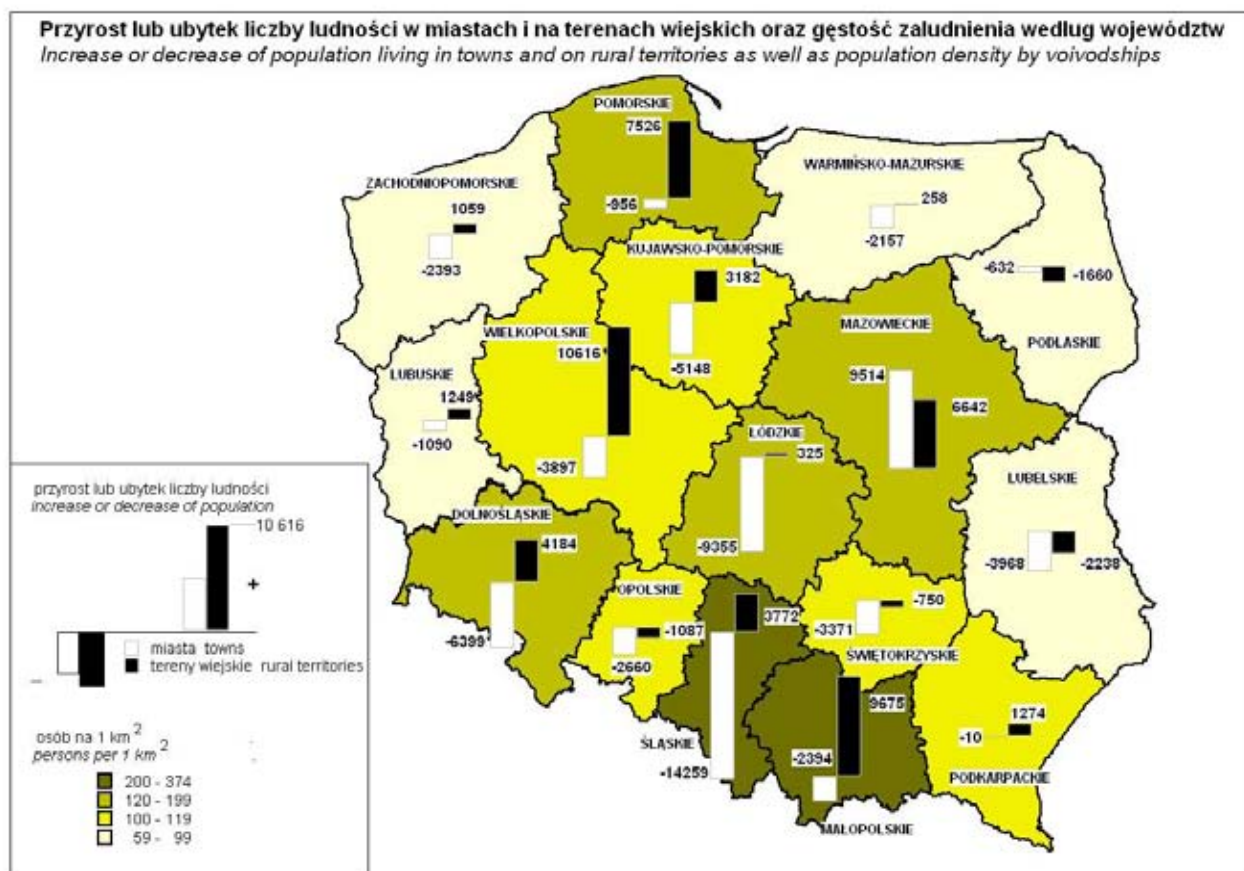 Przyrost lub ubytek liczby ludności w miastach i na terenach wiejskich oraz gęstość zaludnienia według województw
Increase or decrease of population living in towns and on rural territories as well as population density by voivodships
POMORSKIE
7526
-956
ZACHODNIOPOMORSKIE
1059
-2393
WARMIŃSKO-MAZURSKIE
258
-2157
KUJAWSKO-POMORSKIE
3182
-5148
-632
-1660
PODLASKIE
WIELKOPOLSKIE
10616
-3897
MAZOWIECKIE
9514
6642
LUBUSKIE
1249
-1090
ŁÓDZKIE
325
-9355
LUBELSKIE
-3968
-2238
DOLNOŚLĄSKIE
4184
-6399
OPOLSKIE
-1087
-2660
3772
ŚLĄSKIE
-14259
-750
-3371
ŚWIĘTOKRZYSKIE
9675
-2394
MAŁOPOLSKIE
1274
-10
PODKARPACKIE
przyrost lub ubytek liczby ludności
increase or decrease of population
10 616
+
–
miasta towns
tereny wiejskie rural territories
osób na 1 km 2
persons per 1 km 2
200 - 374
120 - 199
100 - 119
59 - 99